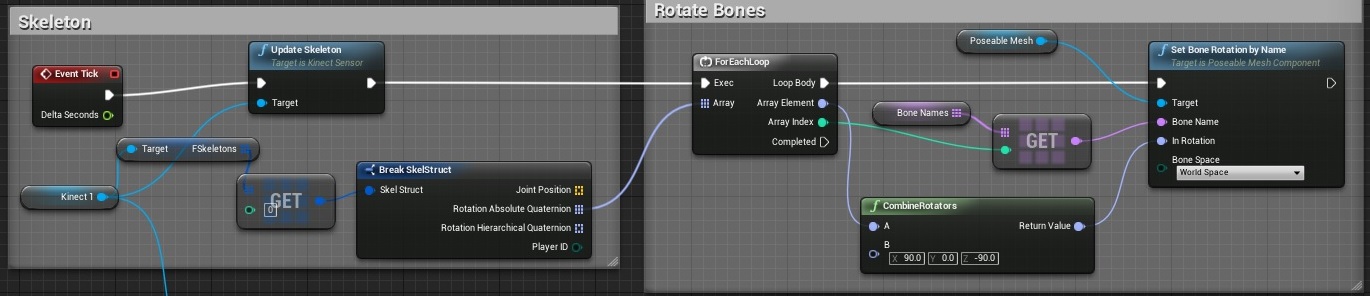 Skeleton
Event Tick
Delta Seconds
Update Skeleton
Target is Kinect Sensor
Target
Target FSkeletons
Kinect 1
GET
0
Break SkelStruct
Skel Struct
Joint Position
Rotation Absolute Quaternion
Rotation Hierarchical Quaternion
Player ID
Rotate Bones
ForEachLoop
Exec Loop Body
Array Array Element
Array Index
Completed
Poseable Mesh
Bone Names
GET
CombineRotators
A Return Value
B
X 90.0 Y 0.0 Z -90.0
Set Bone Rotation by Name
Target is Poseable Mesh Component
Target
Bone Name
In Rotation
Bone Space
World Space